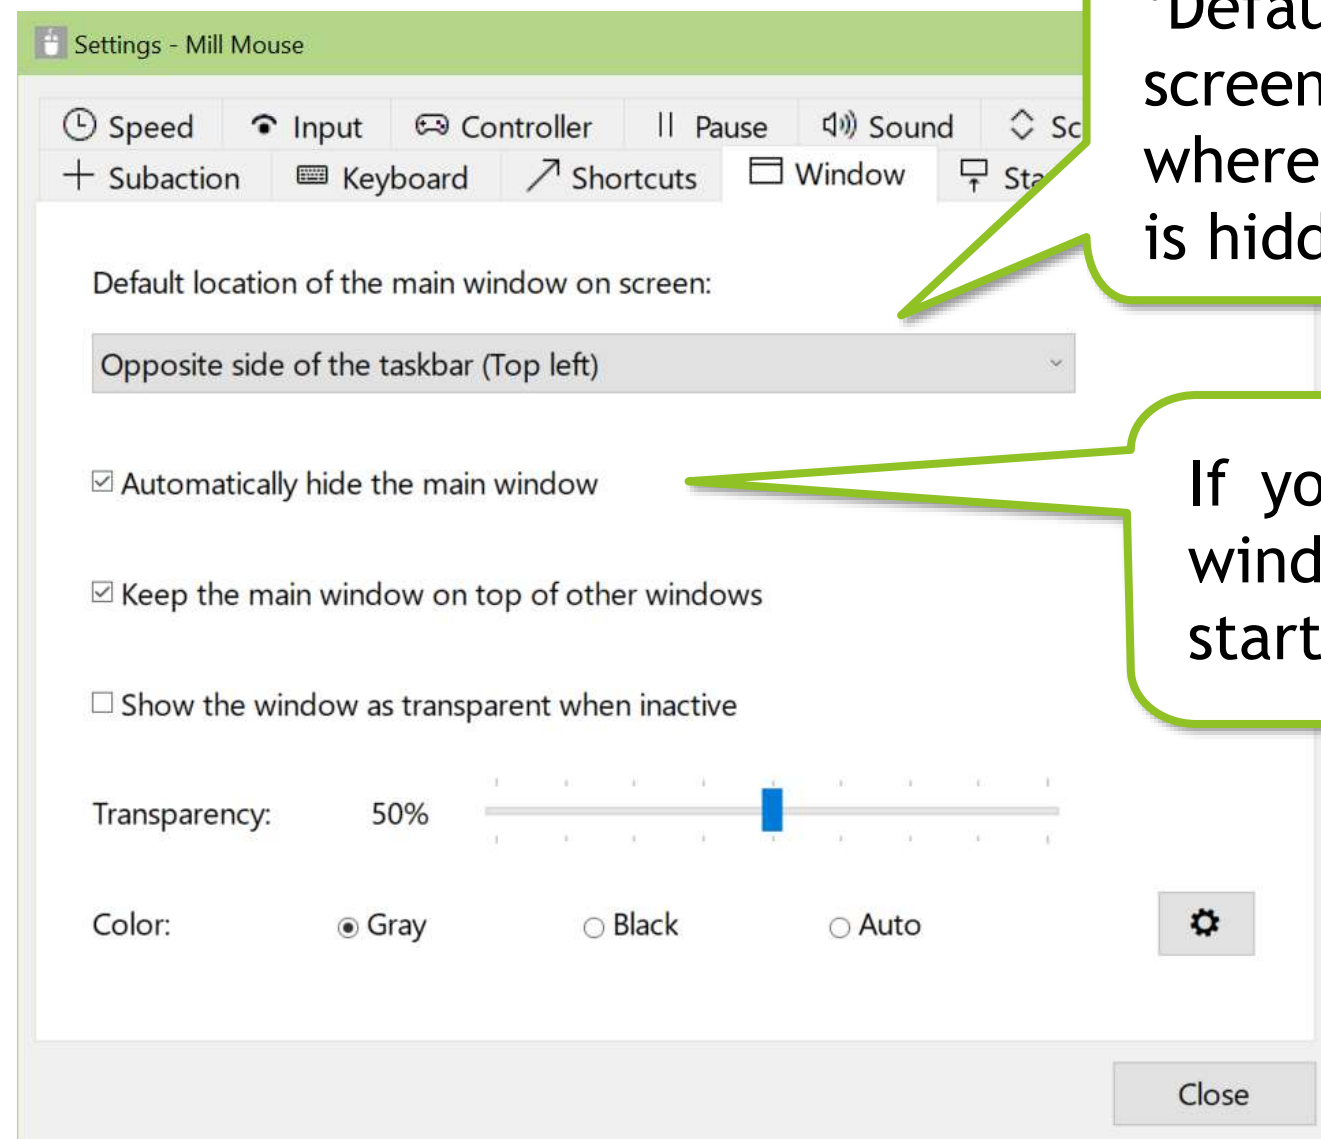 Settings - Mill Mouse
Speed Input Controller Pause Sound
Subaction Keyboard Shortcuts Window
Default location of the main window on screen:
Opposite side of the taskbar (Top left)
Automatically hide the main window
Keep the main window on top of other windows
Show the window as transparent when inactive
Transparency: 50%
Color: Gray Black Auto
Close
screen
where
is
If
start